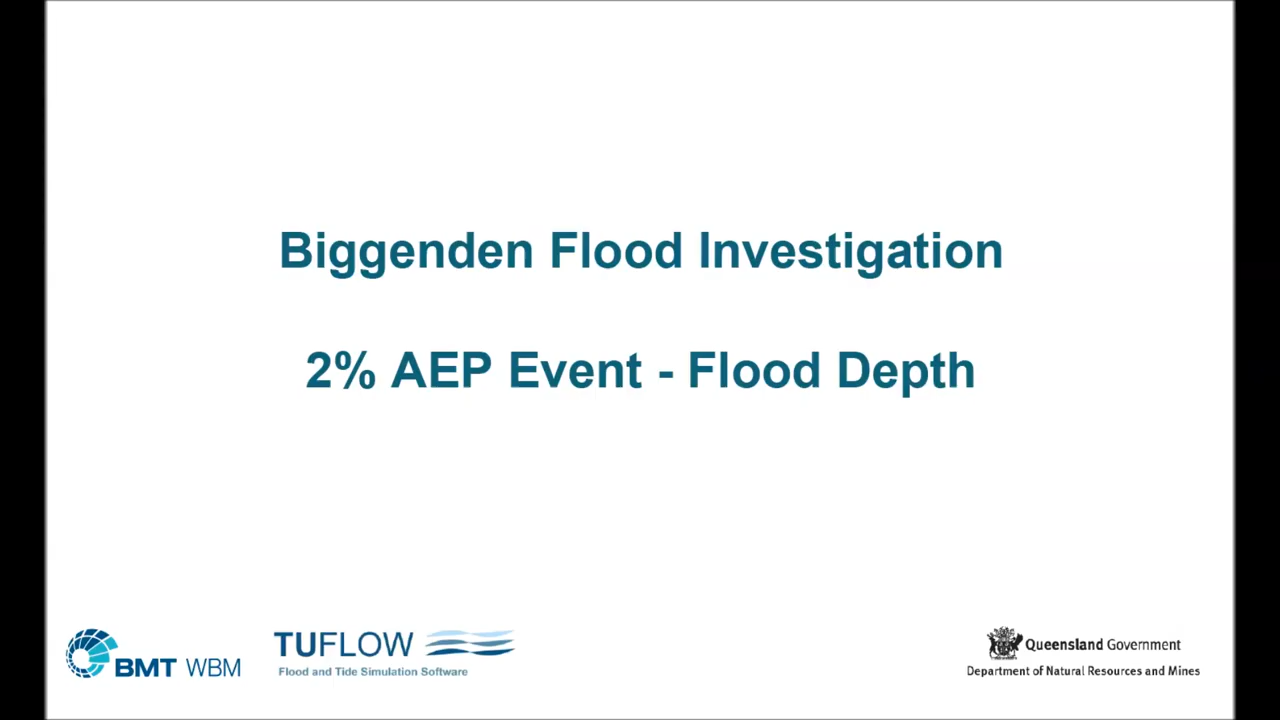 Biggenden Flood Investigation
2% AEP Event - Flood Depth
BMT WBM
TUFLOW
Flood and Tide Simulation Software
Queensland Government
Department of Natural Resources and Mines